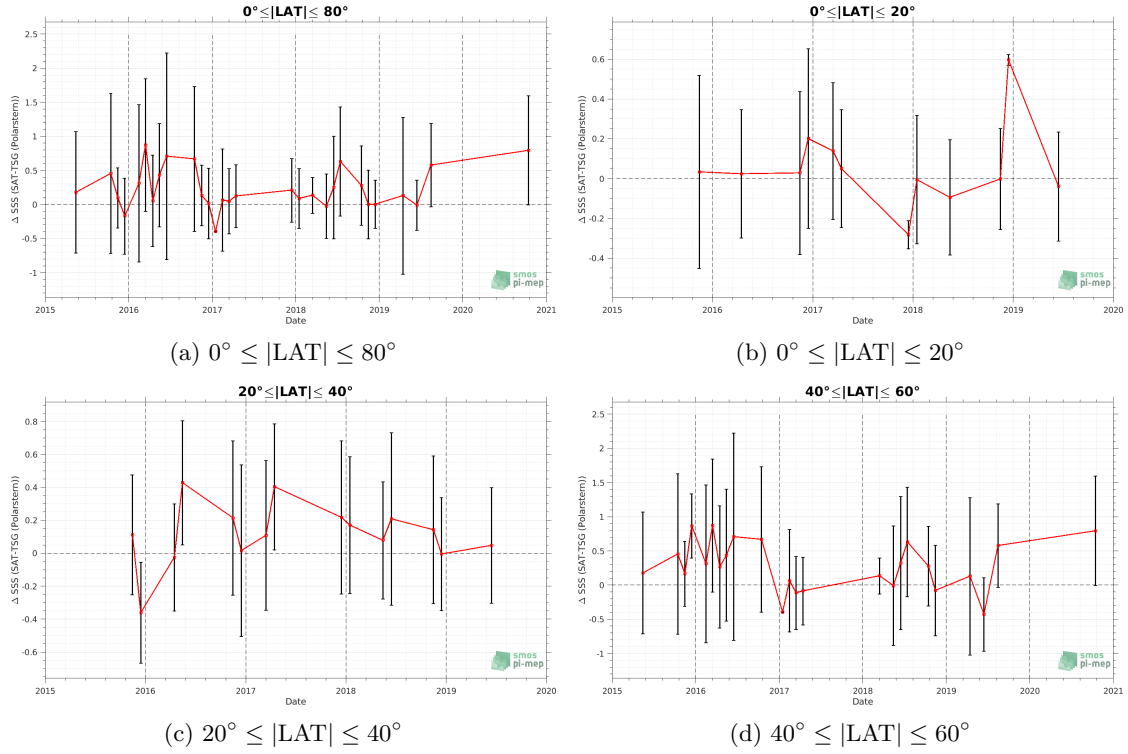 0°≤|LAT|≤ 80°
Δ SSS (SAT-TSG (Polarstern))
2.5
2
1.5
1
0.5
0
-0.5
-1
2015 2016 2017 2018 2019 2020 2021
Date
smos
pi-mep
(a) 0° ≤ |LAT| ≤ 80°
0°≤|LAT|≤ 20°
Δ SSS (SAT-TSG (Polarstern))
0.6
0.4
0.2
0
-0.2
-0.4
2015 2016 2017 2018 2019 2020
Date
smos
pi-mep
(b) 0° ≤ |LAT| ≤ 20°
20°≤|LAT|≤ 40°
Δ SSS (SAT-TSG (Polarstern))
0.8
0.6
0.4
0.2
0
-0.2
-0.4
-0.6
2015 2016 2017 2018 2019 2020
Date
smos
pi-mep
(c) 20° ≤ |LAT| ≤ 40°
40°≤|LAT|≤ 60°
Δ SSS (SAT-TSG (Polarstern))
2.5
2
1.5
1
0.5
0
-0.5
-1
2015 2016 2017 2018 2019 2020 2021
Date
smos
pi-mep
(d) 40° ≤ |LAT| ≤ 60°